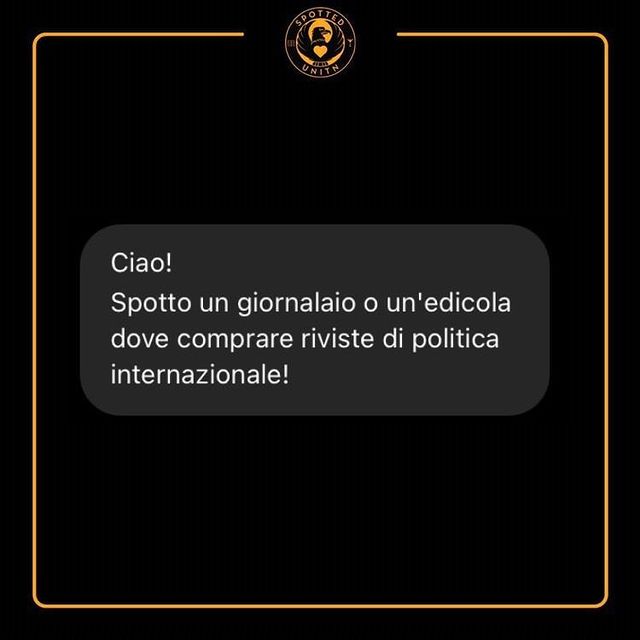 SPOTTED
UNITN
Ciao!
Spotto un giornalaio o un'edicola
dove comprare riviste di politica
internazionale!